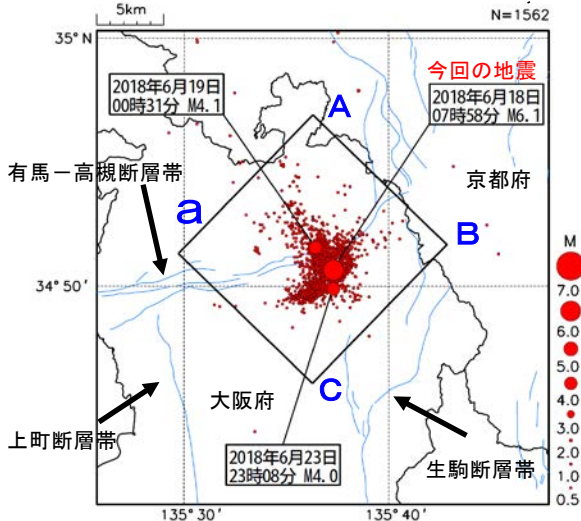 5km
N=1562
35°N
今回の地震
2018年6月19日
00時31分 M4.1
A
2018年6月18日
07時58分 M6.1
有馬ー高槻断層帯
京都府
a
B
M
34°50'
7.0
6.0
5.0
4.0
3.0
2.0
1.0
0.5
C
大阪府
上町断層帯
生駒断層帯
2018年6月23日
23時08分 M4.0
135°30'
135°40'